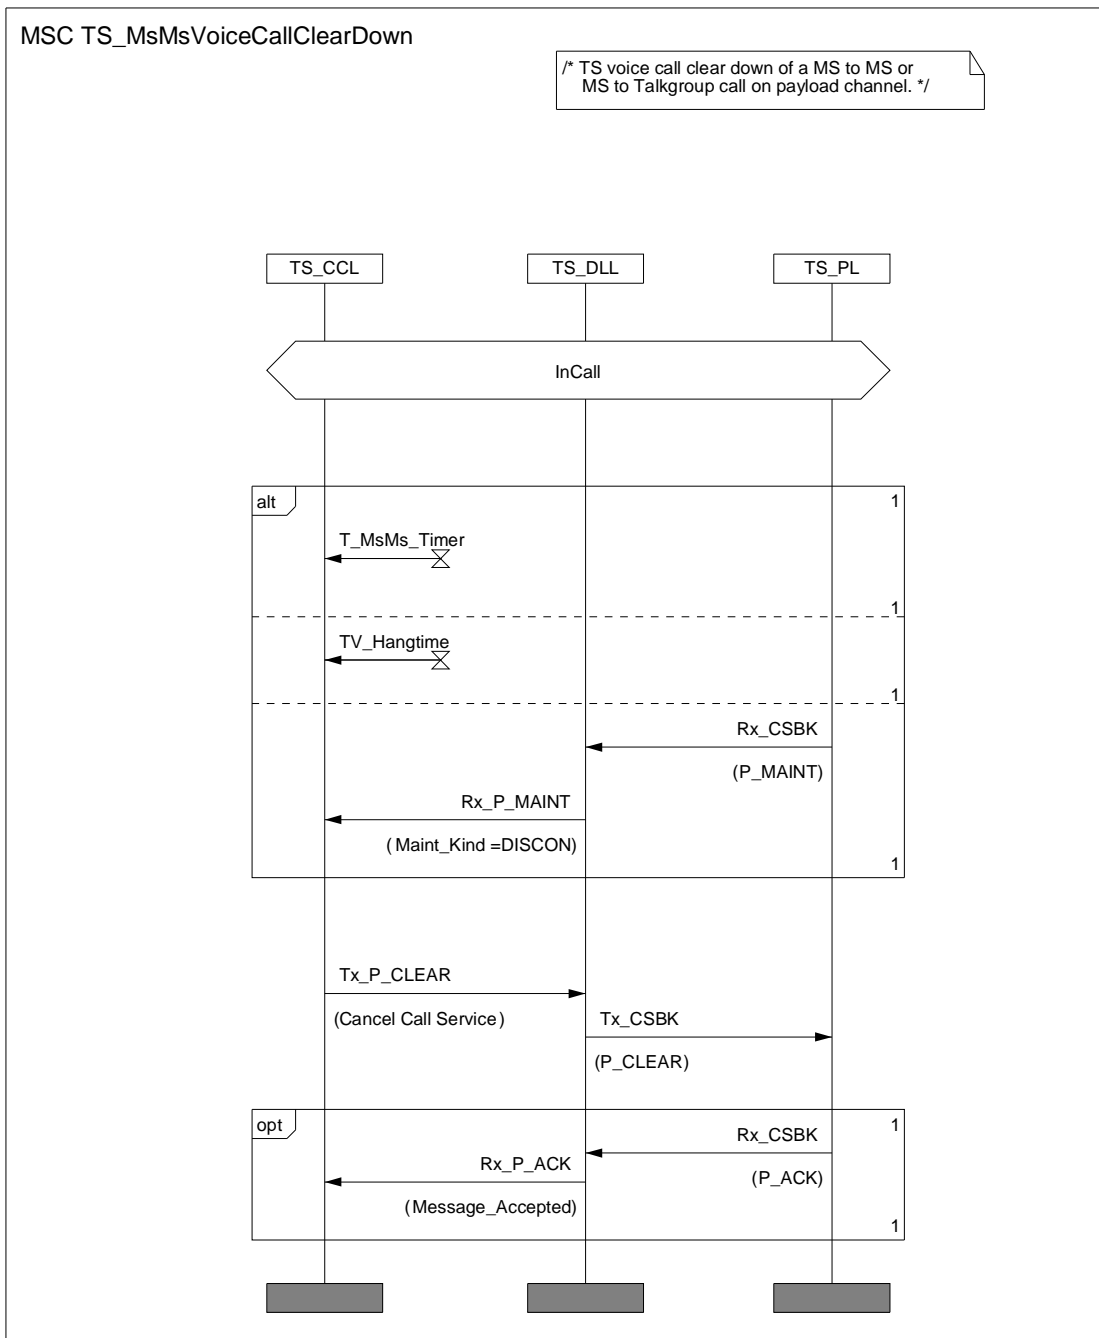 MSC TS_MsMsVoiceCallClearDown
/* TS voice call clear down of a MS to MS or
MS to Talkgroup call on payload channel. */
TS_CCL
TS_DLL
TS_PL
InCall
alt
1
T_MsMs_Timer
1
TV_Hangtime
1
Rx_CSBK
(P_MAINT)
Rx_P_MAINT
( Maint_Kind =DISCON)
1
Tx_P_CLEAR
(Cancel Call Service)
Tx_CSBK
(P_CLEAR)
opt
1
Rx_CSBK
(P_ACK)
Rx_P_ACK
(Message_Accepted)
1